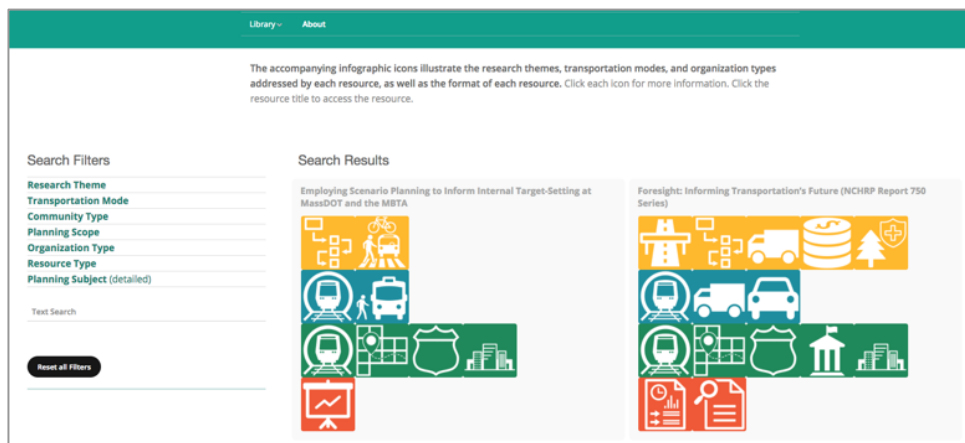 Library
About
The accompanying infographic icons illustrate the research themes, transportation modes, and organization types
addressed by each resource, as well as the format of each resource. Click each icon for more information. Click the
resource title to access the resource.
Search Filters
Research Theme
Transportation Mode
Community Type
Planning Scope
Organization Type
Resource Type
Planning Subject (detailed)
Text Search
Reset all Filters
Search Results
Employing Scenario Planning to Inform Internal Target-Setting at
MassDOT and the MBTA
Foresight: Informing Transportation's Future (NCHRP Report 750
Series)